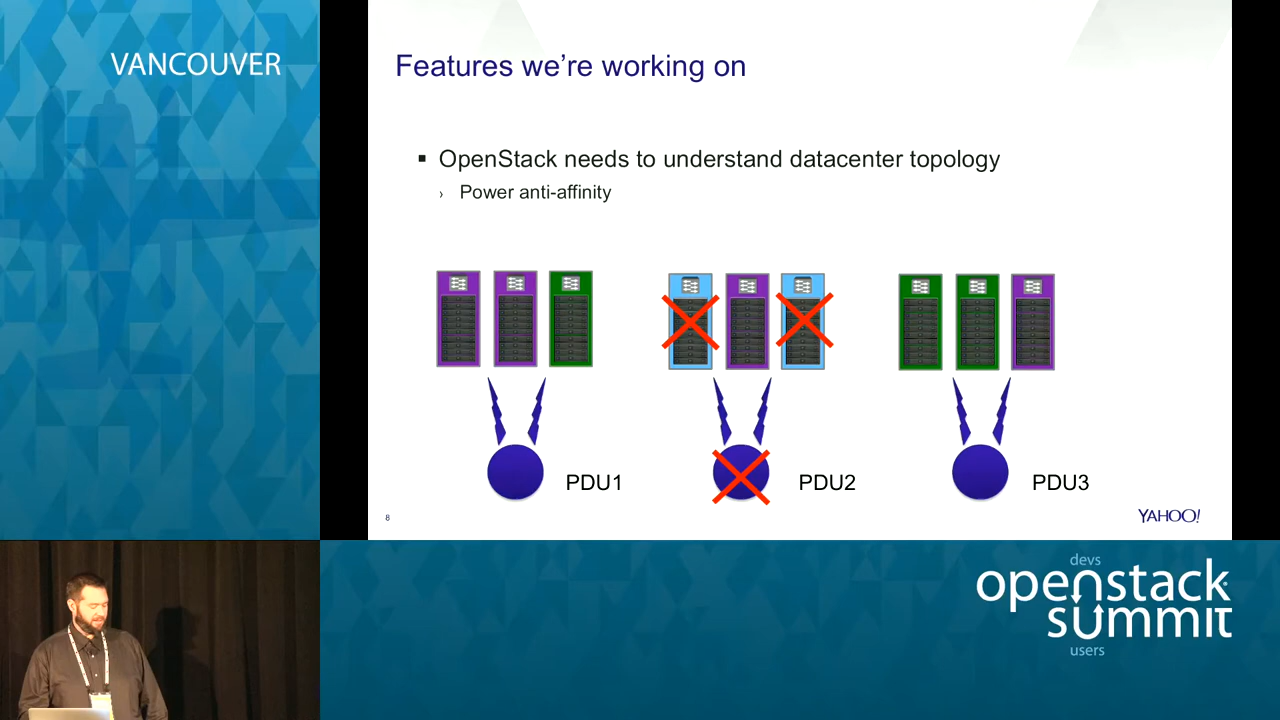 VANCOUVER
Features we're working on
▪ OpenStack needs to understand datacenter topology
› Power anti-affinity
PDU1
PDU2
PDU3
8
YAHOO!
devs
openstack
summit
users